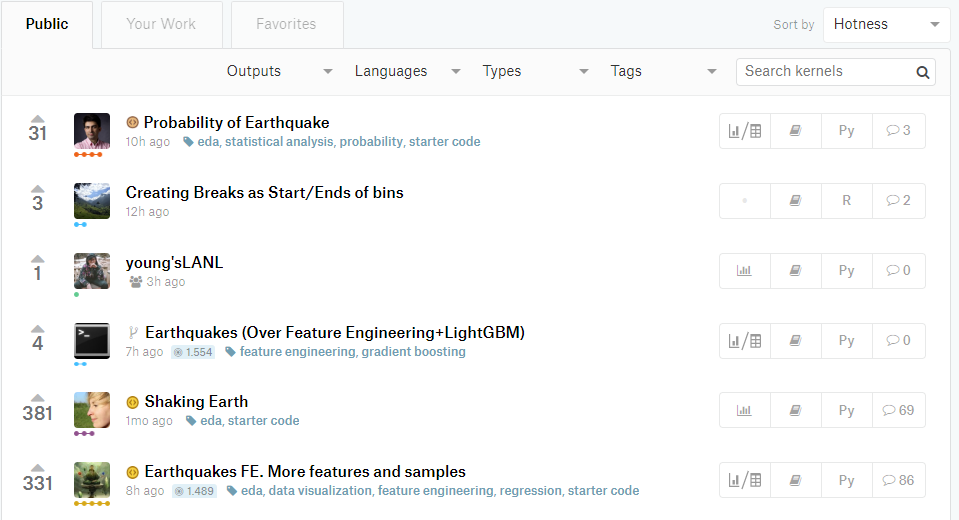 Public Your Work Favorites Sort by Hotness
Outputs Languages Types Tags Search kernels
31 Probability of Earthquake Py 3
10h ago eda, statistical analysis, probability, starter code
3 Creating Breaks as Start/Ends of bins R 2
12h ago
1 young'sLANL Py 0
3h ago
4 Earthquakes (Over Feature Engineering+LightGBM) Py 0
7h ago 1.554 feature engineering, gradient boosting
381 Shaking Earth Py 69
1mo ago eda, starter code
331 Earthquakes FE. More features and samples Py 86
8h ago 1.489 eda, data visualization, feature engineering, regression, starter code